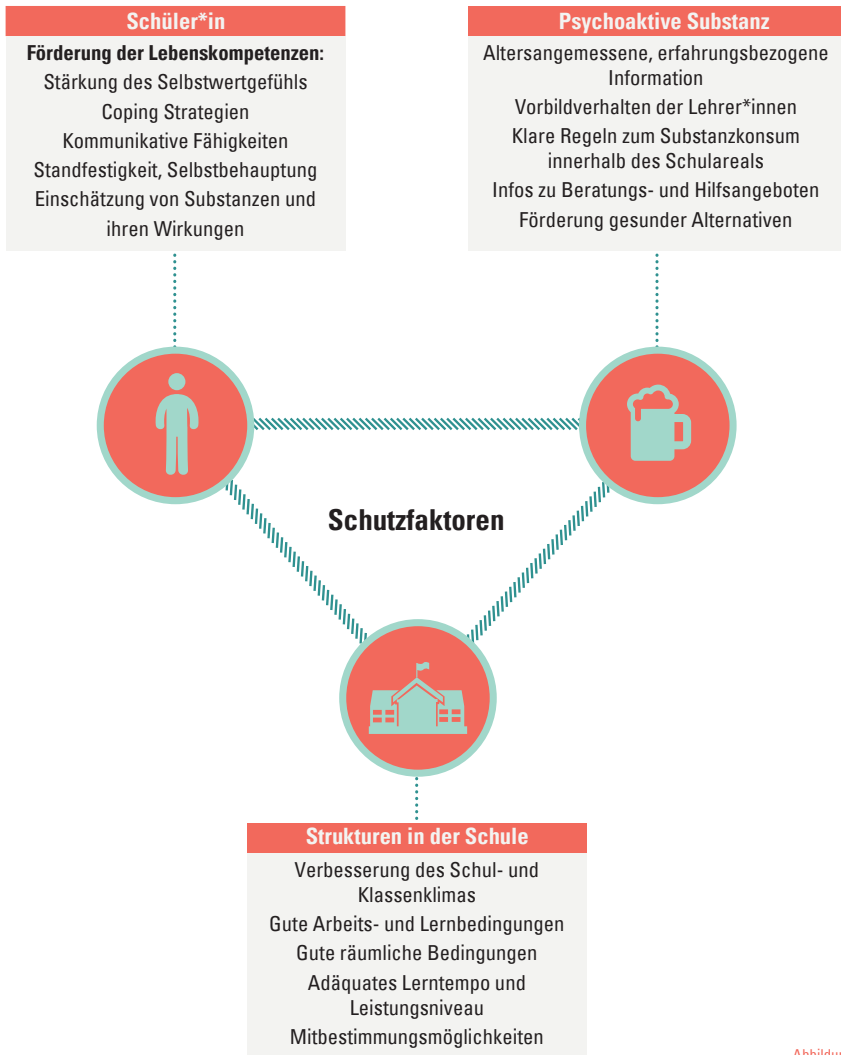 Schüler*in
Förderung der Lebenskompetenzen:
Stärkung des Selbstwertgefühls
Coping Strategien
Kommunikative Fähigkeiten
Standfestigkeit, Selbstbehauptung
Einschätzung von Substanzen und
ihren Wirkungen
Psychoaktive Substanz
Altersangemessene, erfahrungsbezogene
Information
Vorbildverhalten der Lehrer*innen
Klare Regeln zum Substanzkonsum
innerhalb des Schulareals
Infos zu Beratungs- und Hilfsangeboten
Förderung gesunder Alternativen
Schutzfaktoren
Strukturen in der Schule
Verbesserung des Schul- und
Klassenklimas
Gute Arbeits- und Lernbedingungen
Gute räumliche Bedingungen
Adäquates Lerntempo und
Leistungsniveau
Mitbestimmungsmöglichkeiten